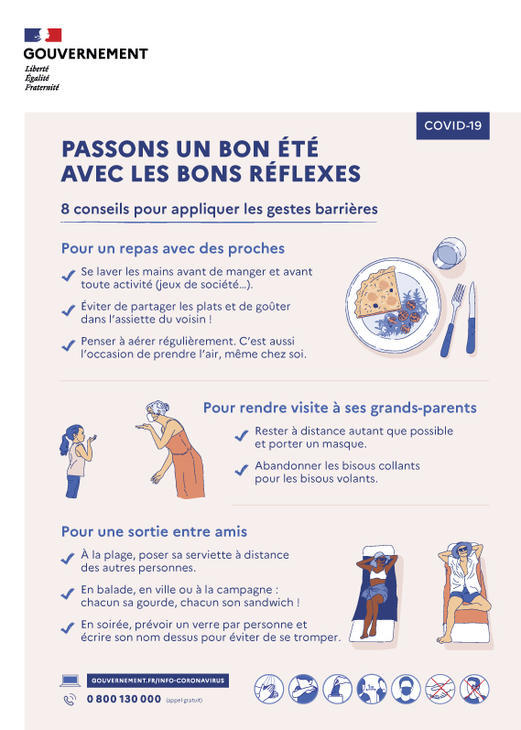 GOUVERNEMENT
Liberté
Égalité
Fraternité
COVID-19
PASSONS UN BON ÉTÉ
AVEC LES BONS RÉFLEXES
8 conseils pour appliquer les gestes barrières
Pour un repas avec des proches
Se laver les mains avant de manger et avant
toute activité (jeux de société…).
Éviter de partager les plats et de goûter
dans l’assiette du voisin !
Penser à aérer régulièrement. C’est aussi
l’occasion de prendre l’air, même chez soi.
Pour rendre visite à ses grands-parents
Rester à distance autant que possible
et porter un masque.
Abandonner les bisous collants
pour les bisous volants.
Pour une sortie entre amis
À la plage, poser sa serviette à distance
des autres personnes.
En balade, en ville ou à la campagne :
chacun sa gourde, chacun son sandwich !
En soirée, prévoir un verre par personne et
écrire son nom dessus pour éviter de se tromper.
GOUVERNEMENT.FR/INFO-CORONAVIRUS
0 800 130 000 (appel gratuit)